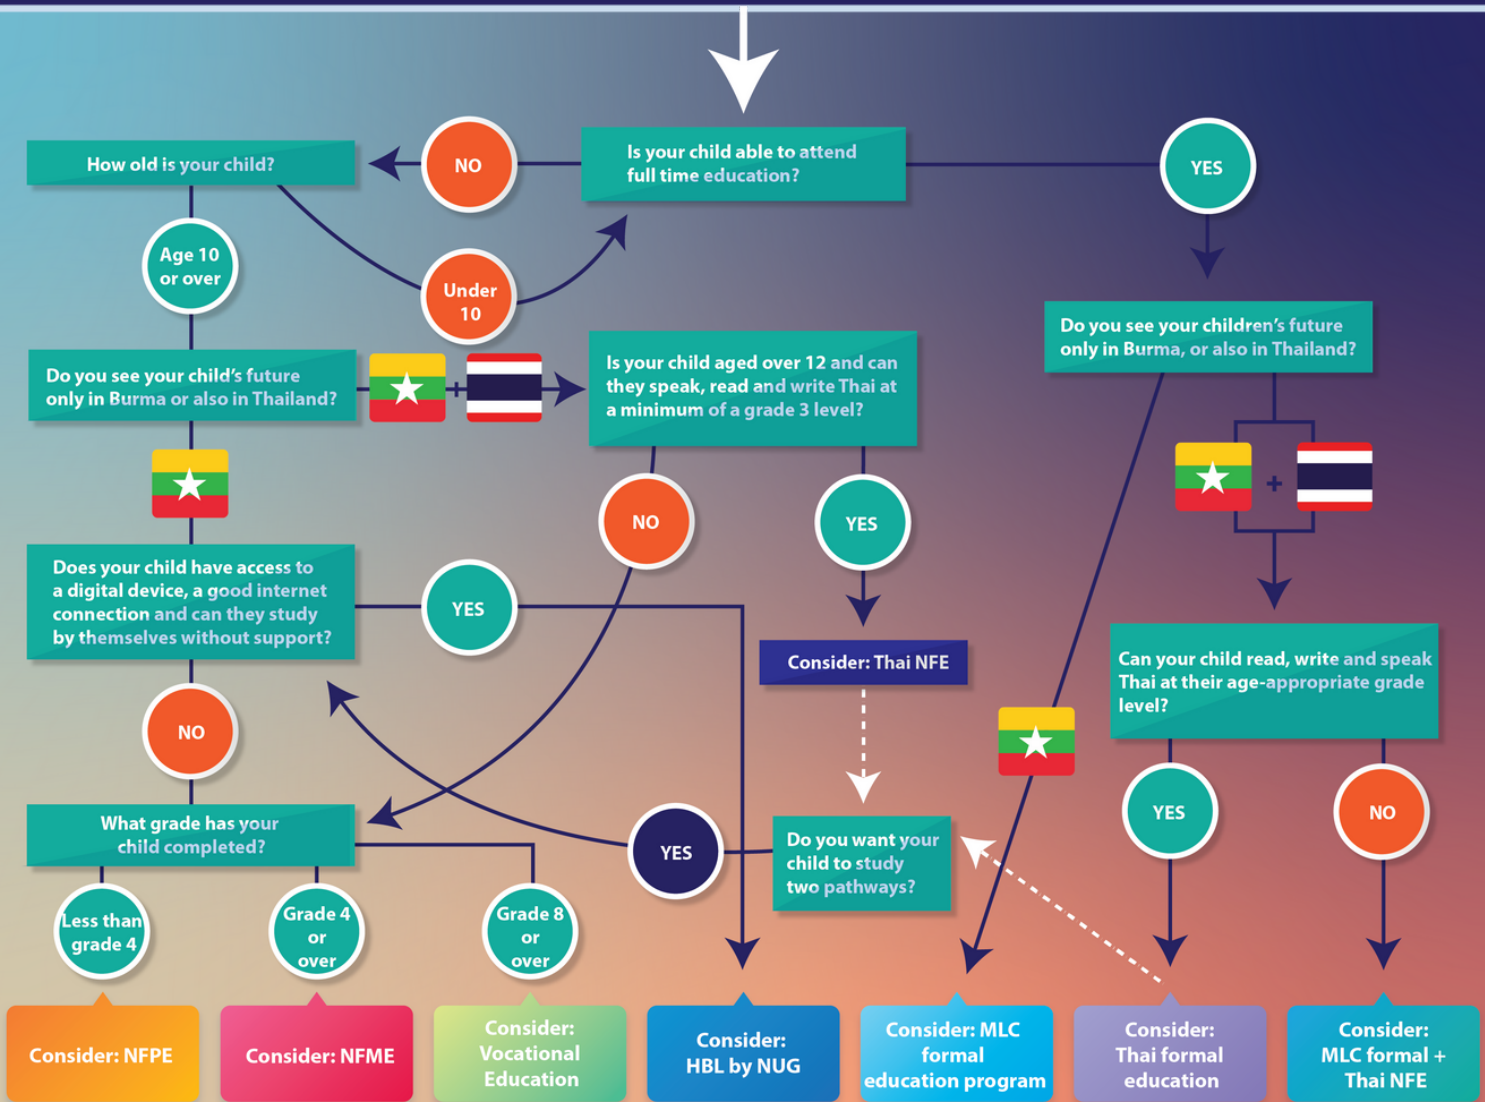 Is your child able to attend
full time education?
NO
YES
How old is your child?
Age 10
or over
Under
10
Do you see your child's future
only in Burma or also in Thailand?
+
Is your child aged over 12 and can
they speak, read and write Thai at
a minimum of a grade 3 level?
Do you see your children's future
only in Burma, or also in Thailand?
+
NO
YES
Does your child have access to
a digital device, a good internet
connection and can they study
by themselves without support?
YES
Consider: Thai NFE
Can your child read, write and speak
Thai at their age-appropriate grade
level?
NO
YES
NO
What grade has your
child completed?
YES
Do you want your
child to study
two pathways?
Less than
grade 4
Grade 4
or
over
Grade 8
or
over
Consider: NFPE
Consider: NFME
Consider:
Vocational
Education
Consider:
HBL by NUG
Consider: MLC
formal
education program
Consider:
Thai formal
education
Consider:
MLC formal +
Thai NFE